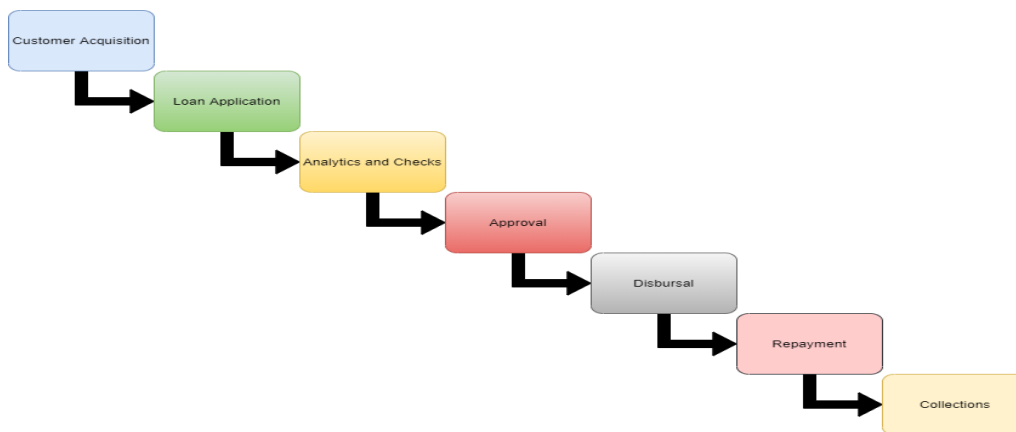 Customer Acquisition
Loan Application
Analytics and Checks
Approval
Disbursal
Repayment
Collections